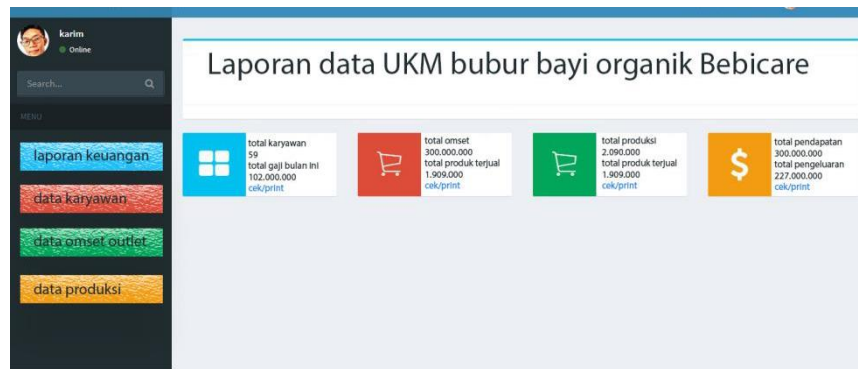 karim
Online
Search...
MENU
laporan keuangan
data karyawan
data omset outlet
data produksi
Laporan data UKM bubur bayi organik Bebicare
total karyawan
59
total gaji bulan ini
102.000.000
cek/print
total omset
300.000.000
total produk terjual
1.909.000
cek/print
total produksi
2.090.000
total produk terjual
1.909.000
cek/print
total pendapatan
300.000.000
total pengeluaran
227.000.000
cek/print